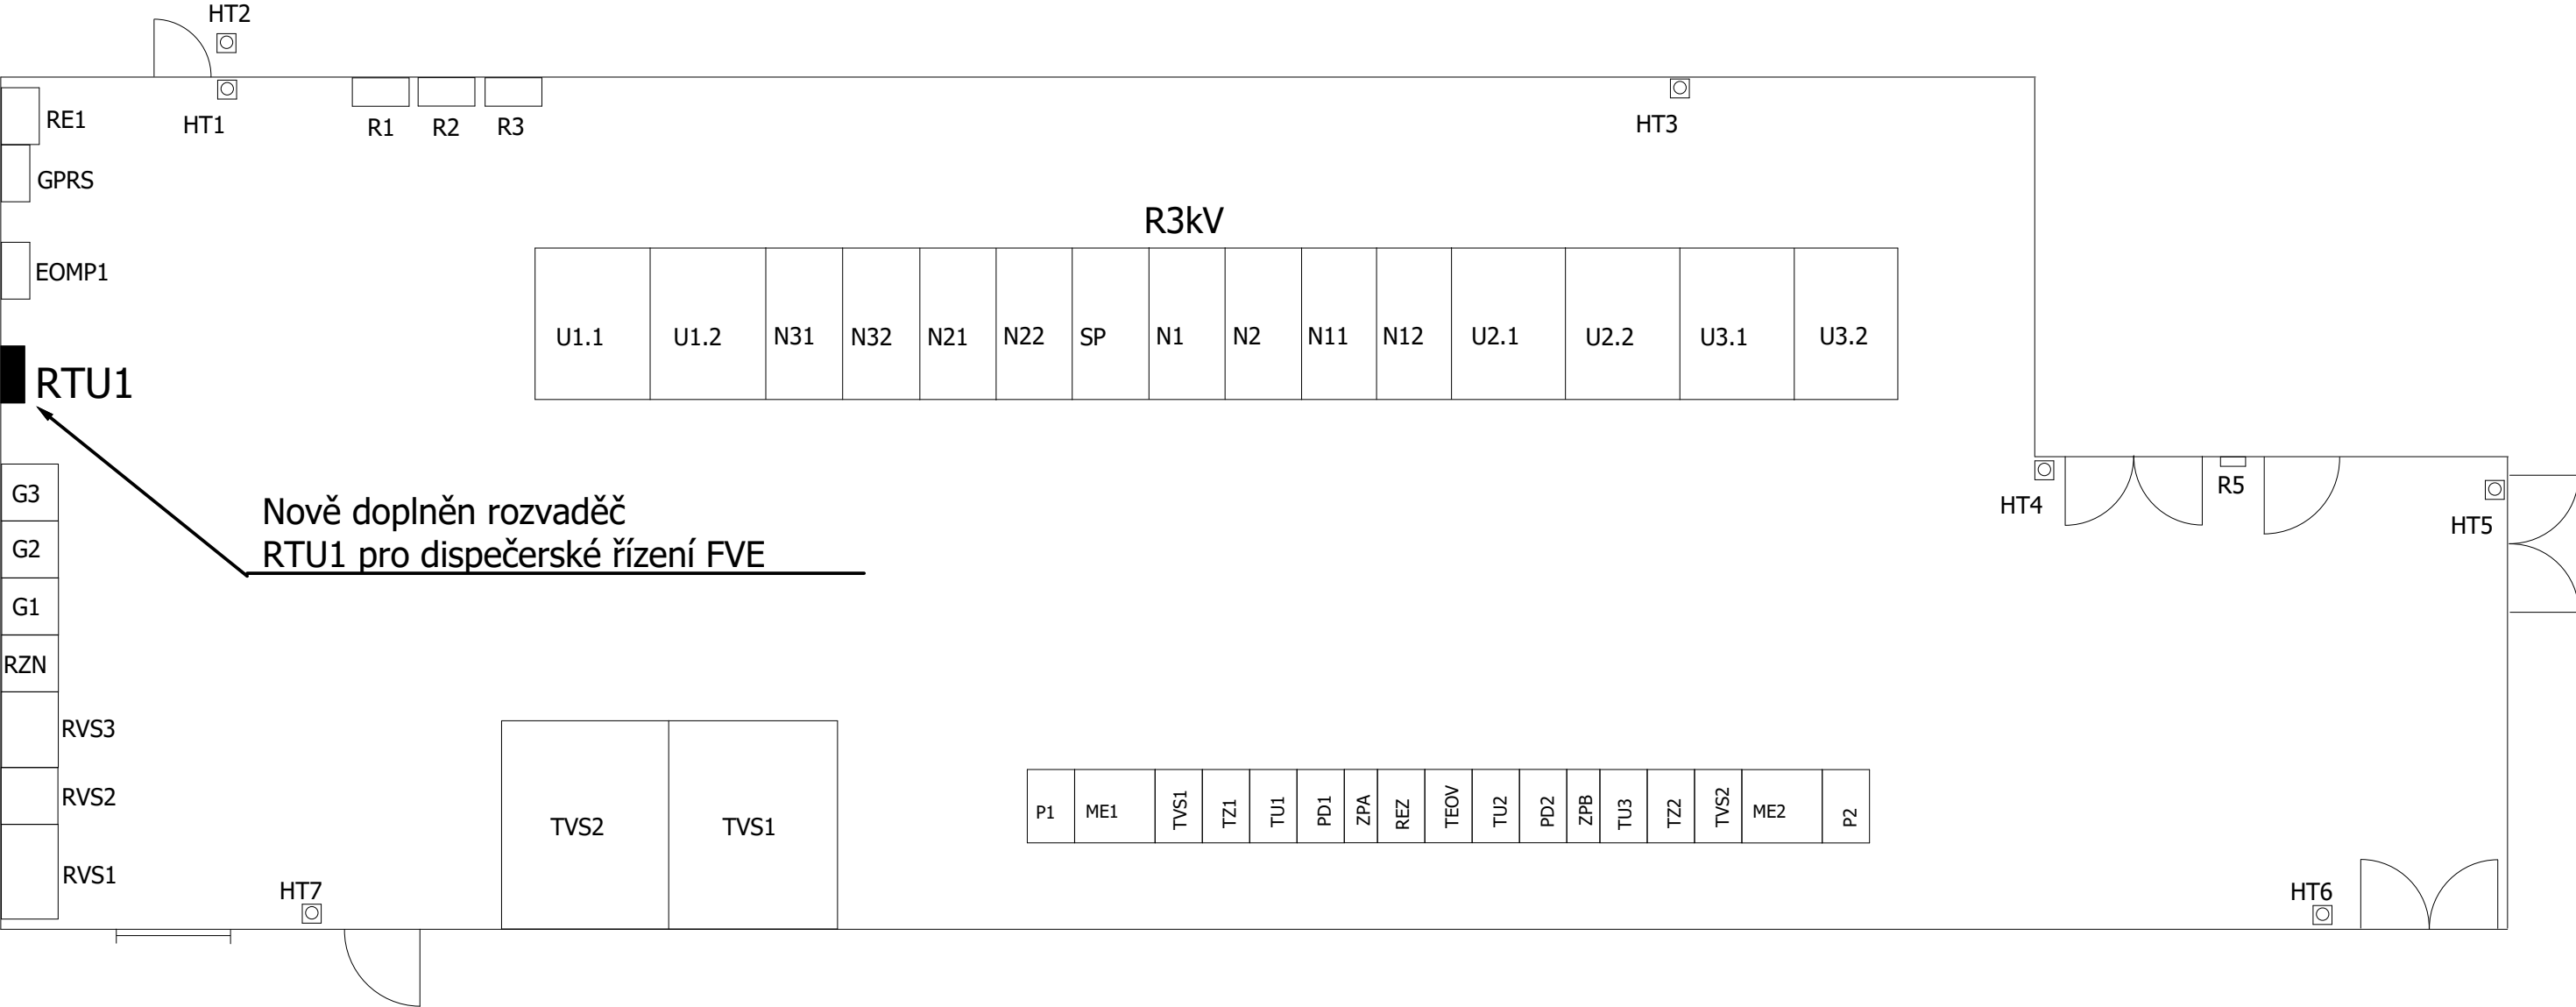 HT2
RE1
HT1
R1 R2 R3
HT3
GPRS
R3kV
EOMP1
U1.1 U1.2 N31 N32 N21 N22 SP N1 N2 N11 N12 U2.1 U2.2 U3.1 U3.2
RTU1
Nově doplněn rozvaděč
RTU1 pro dispečerské řízení FVE
HT4
R5
HT5
G3
G2
G1
RZN
RVS3
RVS2
RVS1
TVS2 TVS1
P1 ME1 TVS1 TZ1 TU1 PD1 ZPA REZ TEOV TU2 PD2 ZPB TU3 TZ2 TVS2 ME2 P2
HT7
HT6